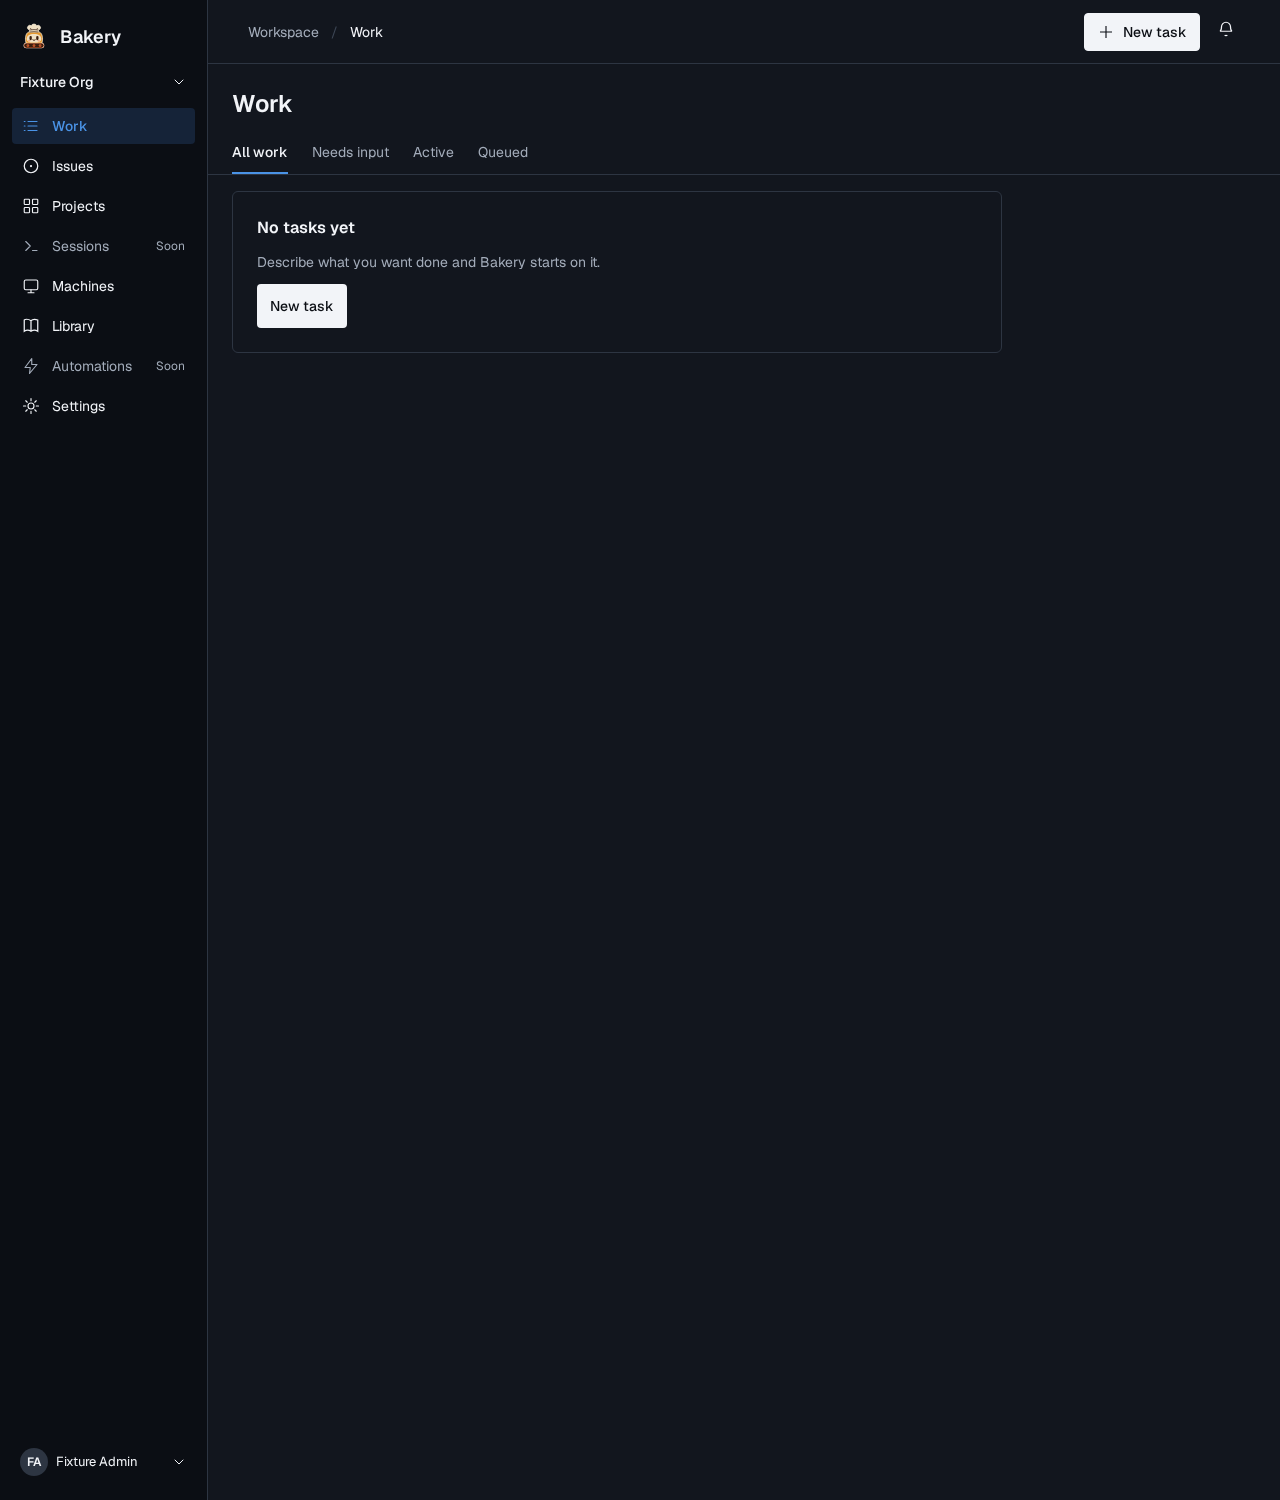 Bakery
Fixture Org
Work
Issues
Projects
Sessions Soon
Machines
Library
Automations Soon
Settings
FA Fixture Admin
Workspace / Work
New task
Work
All work Needs input Active Queued
No tasks yet
Describe what you want done and Bakery starts on it.
New task